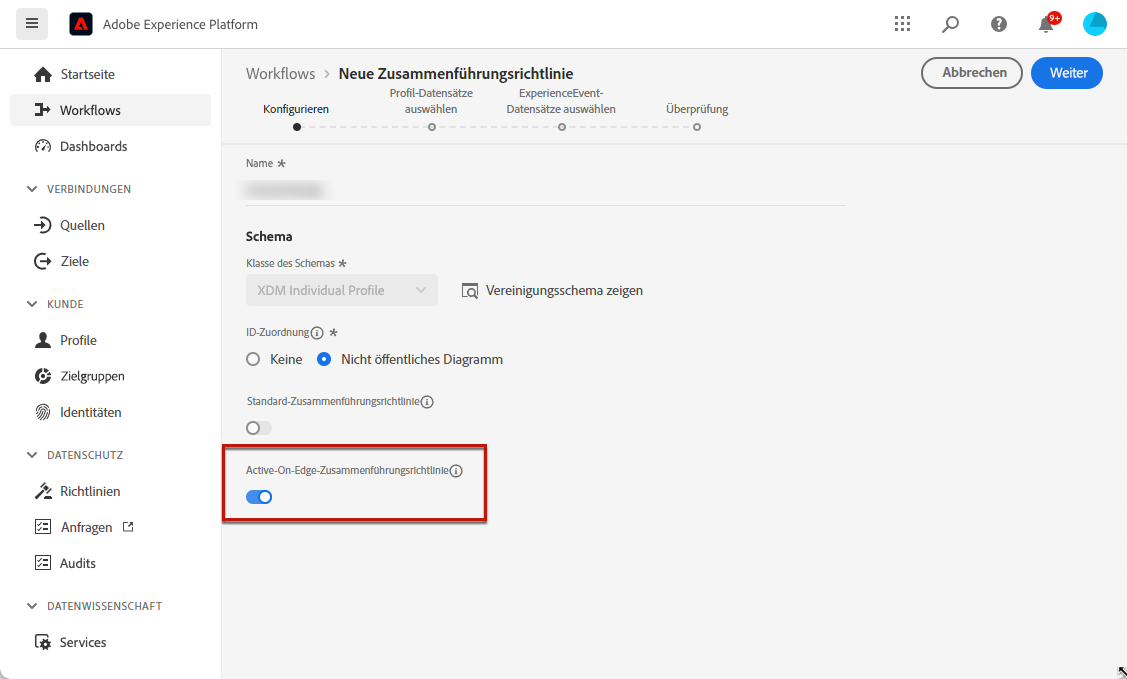 Adobe Experience Platform
9+
Startseite
Workflows
Dashboards
VERBINDUNGEN
Quellen
Ziele
KUNDE
Profile
Zielgruppen
Identitäten
DATENSCHUTZ
Richtlinien
Anfragen
Audits
DATENWISSENSCHAFT
Services
Workflows > Neue Zusammenführungsrichtlinie
Abbrechen
Weiter
Konfigurieren
Profil-Datensätze
auswählen
ExperienceEvent-
Datensätze auswählen
Überprüfung
Name *
Schema
Klasse des Schemas *
XDM Individual Profile
Vereinigungsschema zeigen
ID-Zuordnung *
Keine
Nicht öffentliches Diagramm
Standard-Zusammenführungsrichtlinie
Active-On-Edge-Zusammenführungsrichtlinie